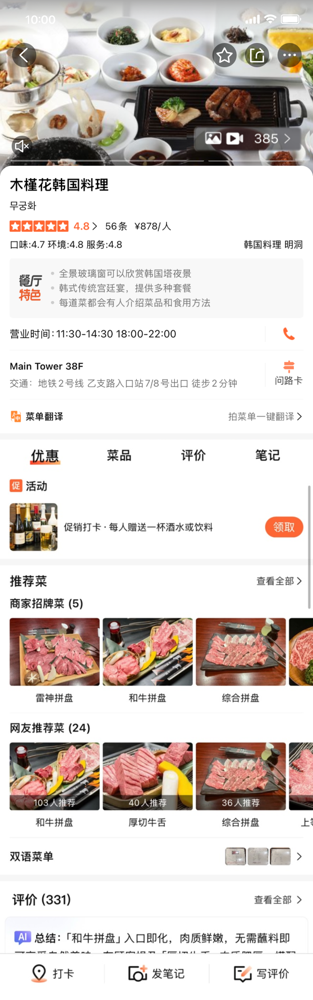 10:00
385
木槿花韩国料理
무궁화
4.8 56条 ¥878/人
口味:4.7 环境:4.8 服务:4.8 韩国料理 明洞
餐厅
特色
全景玻璃窗可以欣赏韩国塔夜景
韩式传统宫廷宴，提供多种套餐
每道菜都会有人介绍菜品和食用方法
营业时间:11:30-14:30 18:00-22:00
Main Tower 38F
交通：地铁2号线 乙支路入口站7/8号出口 徒步2分钟
问路卡
菜单翻译 拍菜单一键翻译
优惠 菜品 评价 笔记
促 活动
促销打卡·每人赠送一杯酒水或饮料 领取
推荐菜 查看全部
商家招牌菜 (5)
雷神拼盘 和牛拼盘 综合拼盘
网友推荐菜 (24)
103人推荐 40人推荐 36人推荐
和牛拼盘 厚切牛舌 综合拼盘 上
双语菜单
评价 (331) 查看全部
AI 总结：「和牛拼盘」入口即化，肉质鲜嫩，无需蘸料即
打卡 发笔记 写评价